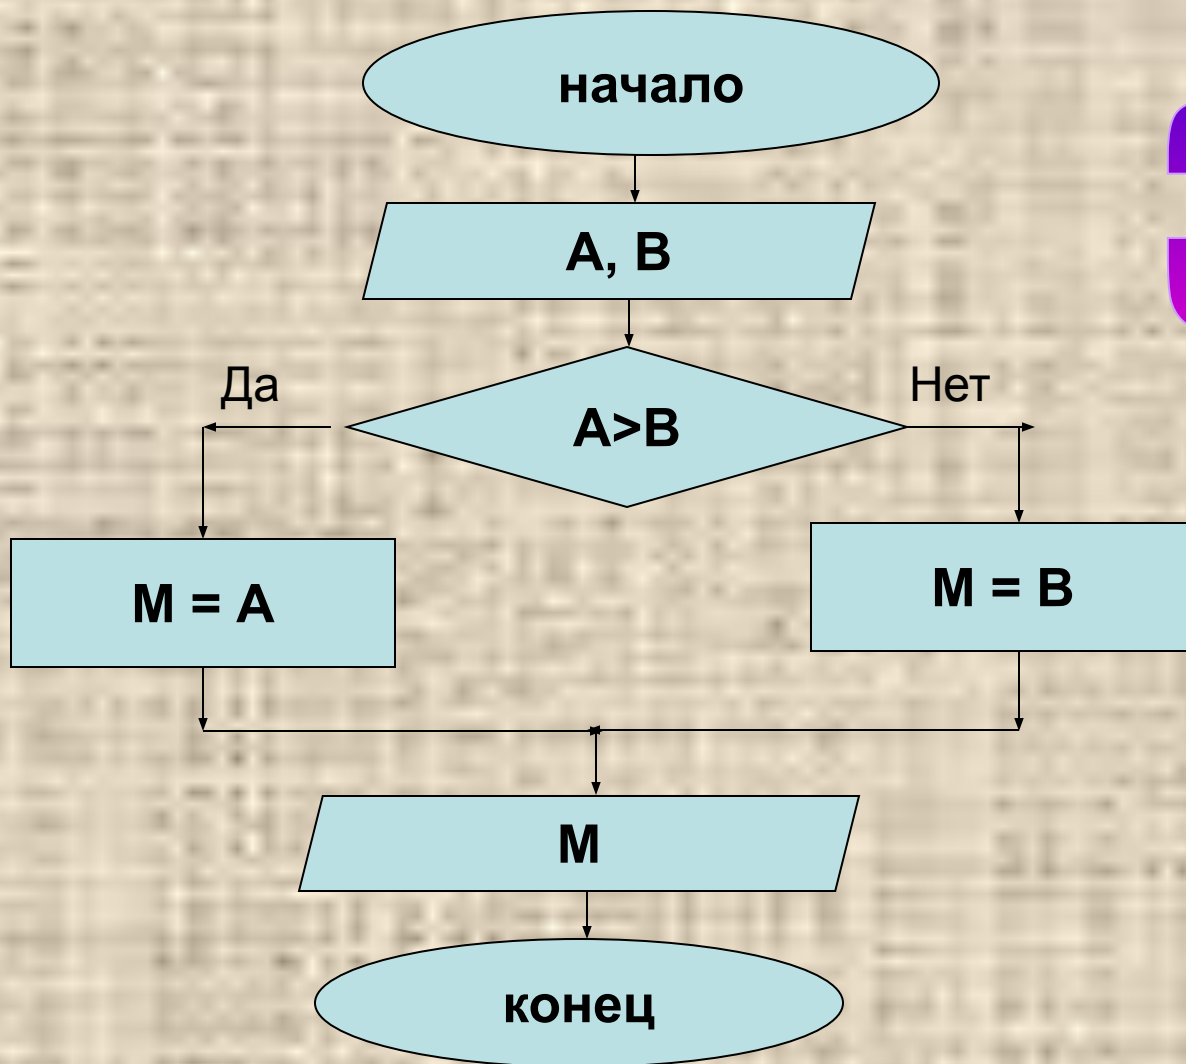 начало
A, B
Да
Нет
A>B
M = A
M = B
M
конец